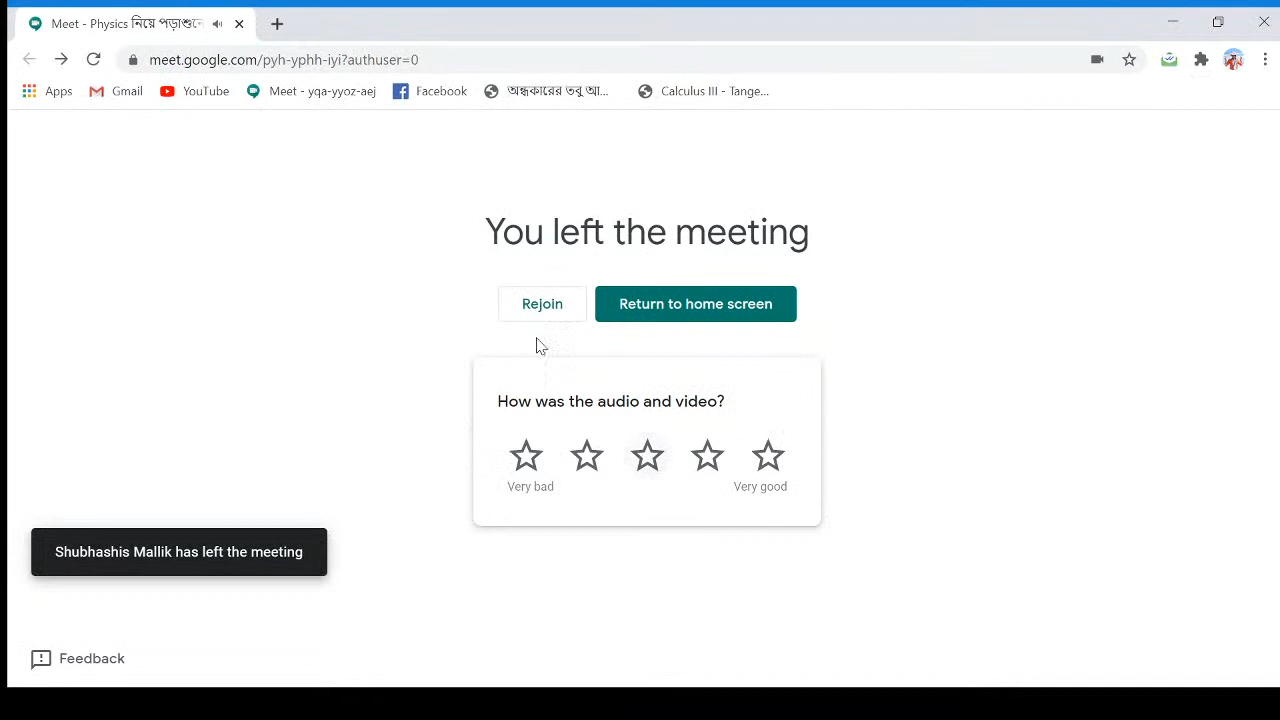 Meet - Physics নিয়ে পড়াশুনো
meet.google.com/pyh-yphh-iyi?authuser=0
Apps Gmail YouTube Meet - yqa-yyoz-aej Facebook অন্ধকারের তবু আ... Calculus III - Tange...
You left the meeting
Rejoin Return to home screen
How was the audio and video?
Very bad Very good
Shubhashis Mallik has left the meeting
Feedback